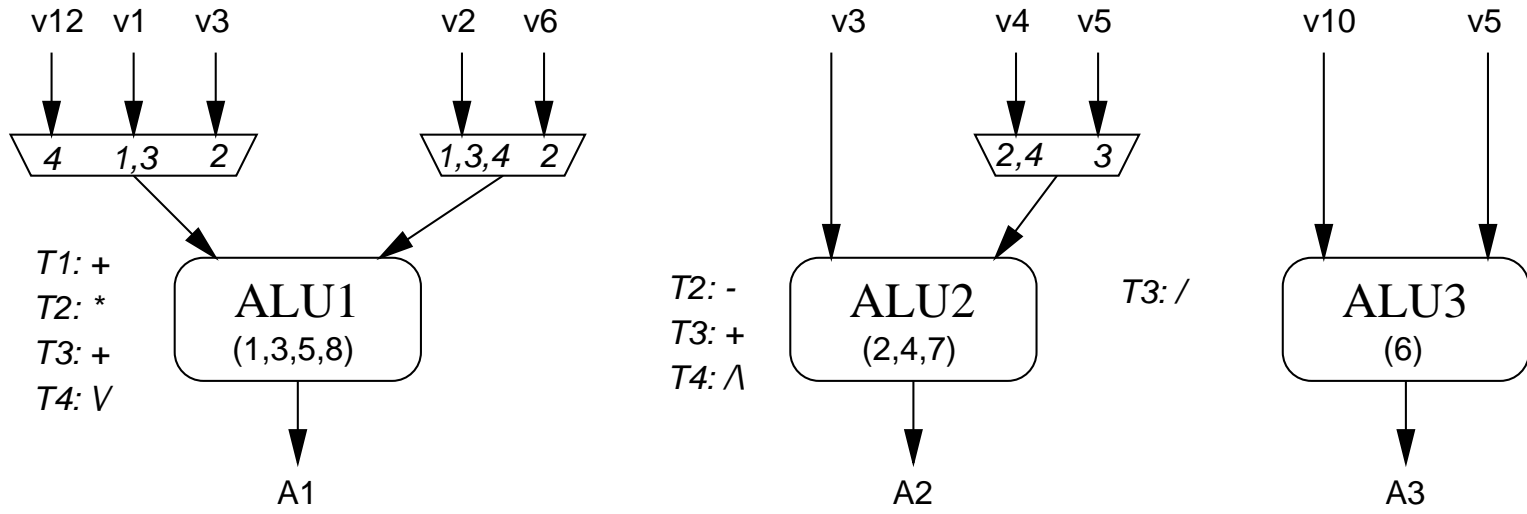 v12 v1 v3 v2 v6 v3 v4 v5 v10 v5
4 1,3 2 1,3,4 2 2,4 3
T1: +
T2: *
T3: +
T4: \/
ALU1
(1,3,5,8)
T2: -
T3: +
T4: /\
ALU2
(2,4,7)
T3: /
ALU3
(6)
A1 A2 A3